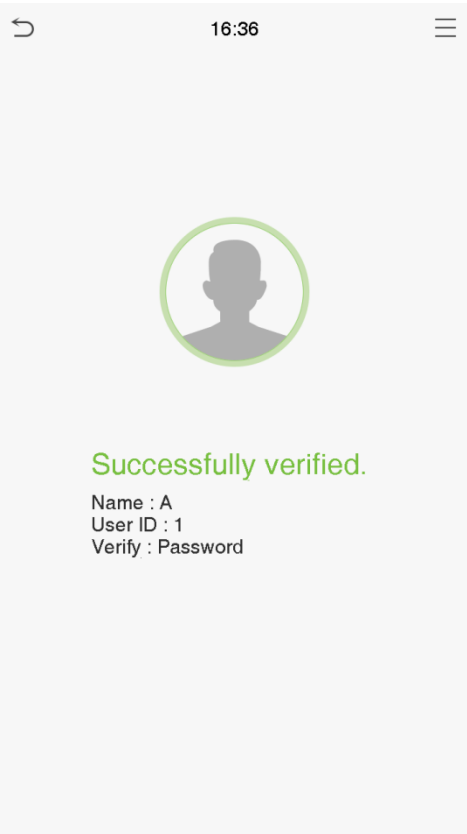 16:36
Successfully verified.
Name : A
User ID : 1
Verify : Password